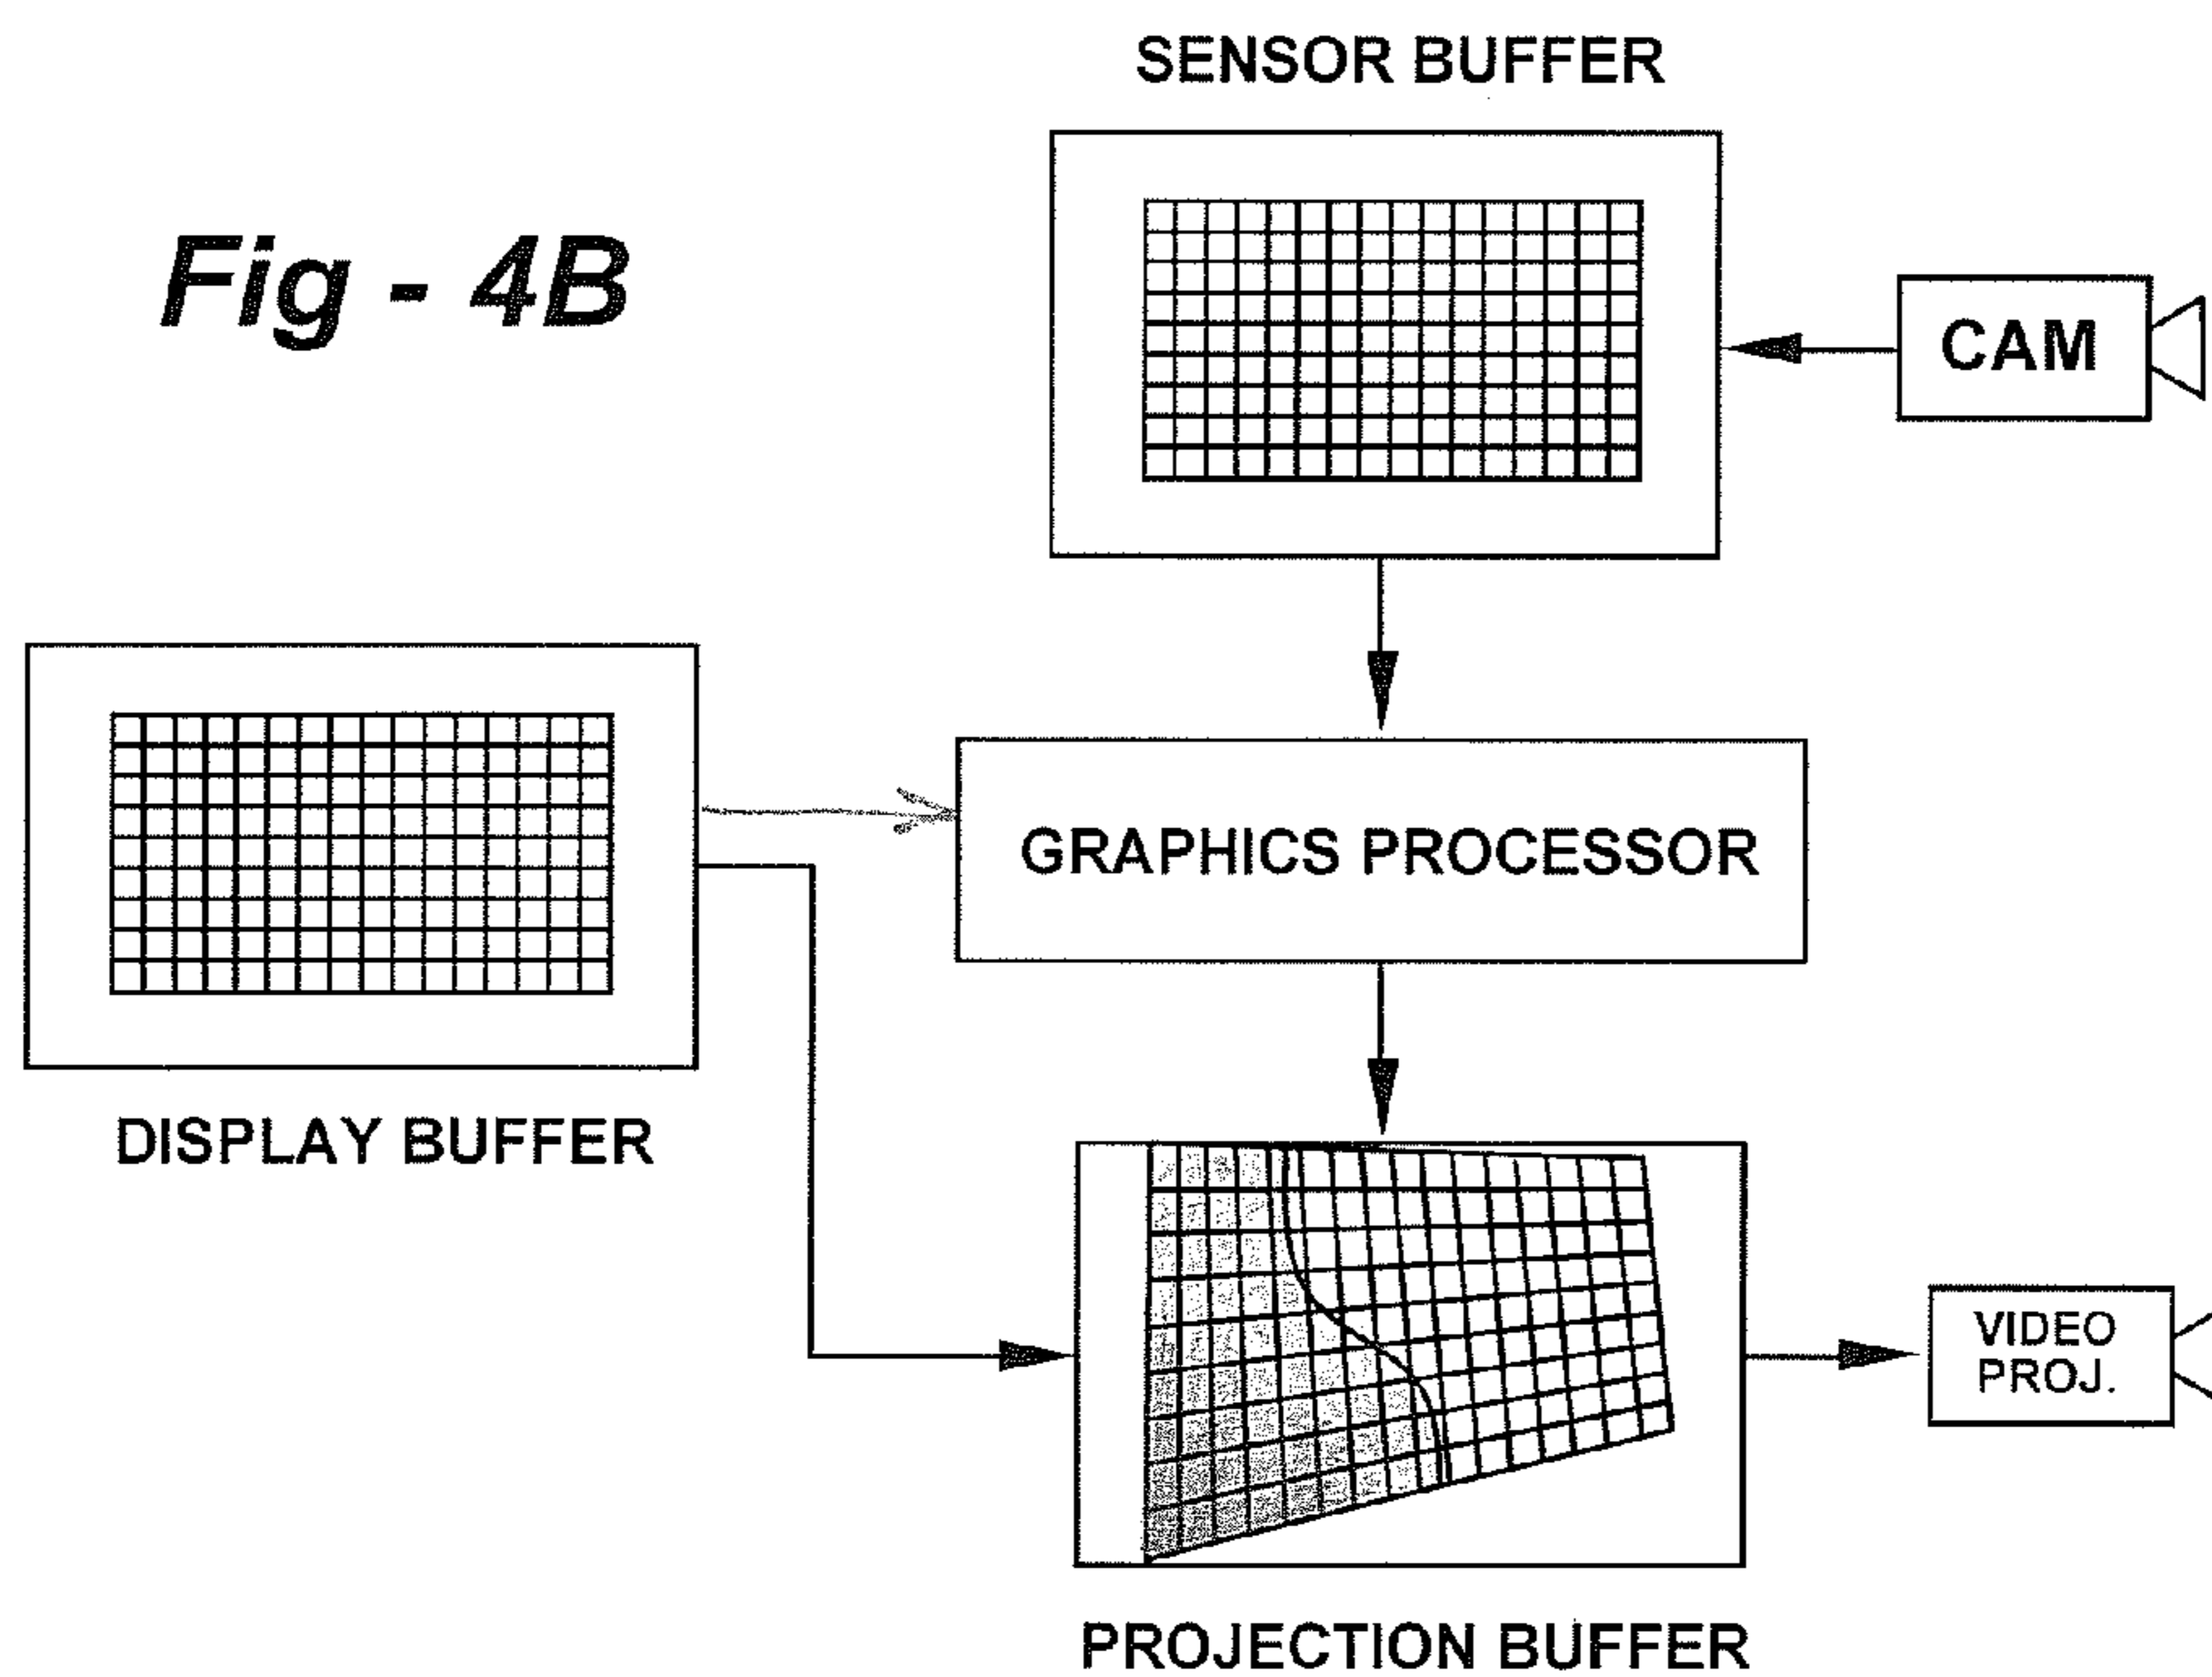 SENSOR BUFFER
Fig - 4B
CAM
GRAPHICS PROCESSOR
DISPLAY BUFFER
VIDEO
PROJ.
PROJECTION BUFFER